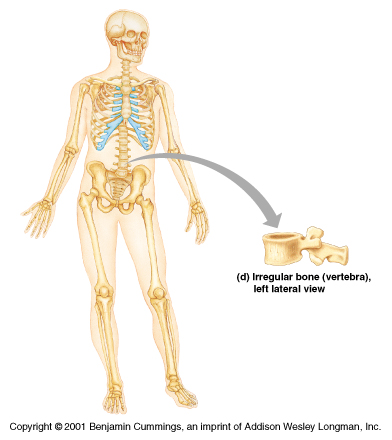 (d) Irregular bone (vertebra),
left lateral view
Copyright © 2001 Benjamin Cummings, an imprint of Addison Wesley Longman, Inc.